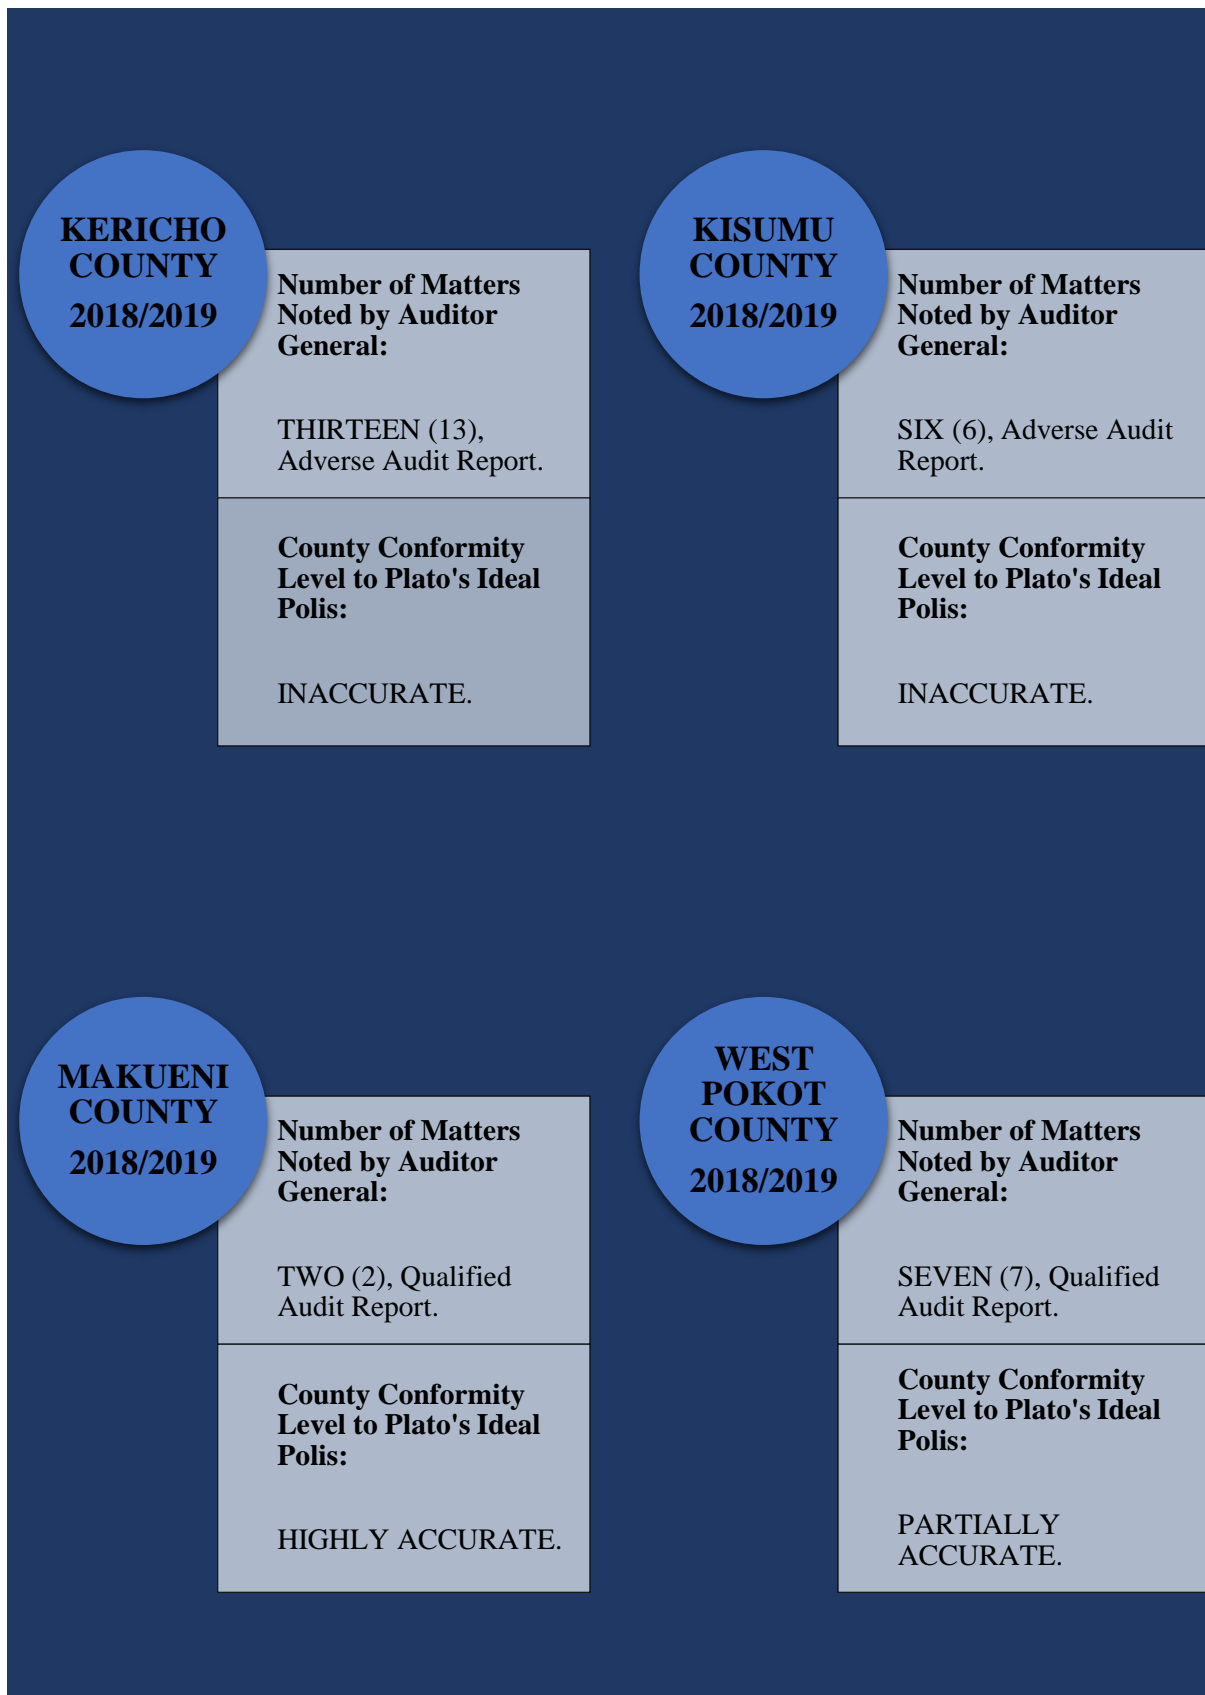 KERICHO
COUNTY
2018/2019
Number of Matters
Noted by Auditor
General:
THIRTEEN (13),
Adverse Audit Report.
County Conformity
Level to Plato's Ideal
Polis:
INACCURATE.
KISUMU
COUNTY
2018/2019
Number of Matters
Noted by Auditor
General:
SIX (6), Adverse Audit
Report.
County Conformity
Level to Plato's Ideal
Polis:
INACCURATE.
MAKUENI
COUNTY
2018/2019
Number of Matters
Noted by Auditor
General:
TWO (2), Qualified
Audit Report.
County Conformity
Level to Plato's Ideal
Polis:
HIGHLY ACCURATE.
WEST
POKOT
COUNTY
2018/2019
Number of Matters
Noted by Auditor
General:
SEVEN (7), Qualified
Audit Report.
County Conformity
Level to Plato's Ideal
Polis:
PARTIALLY
ACCURATE.